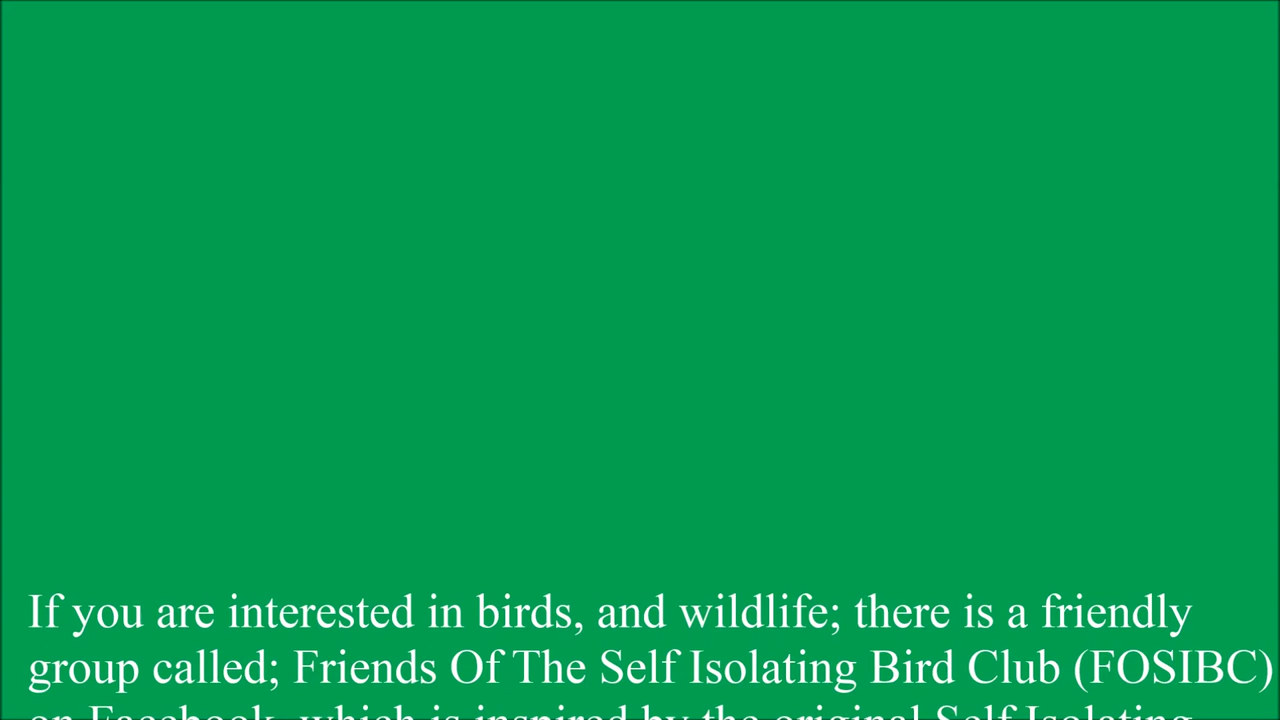 If you are interested in birds, and wildlife; there is a friendly
group called; Friends Of The Self Isolating Bird Club (FOSIBC)
on Facebook, which is inspired by the original Self Isolating